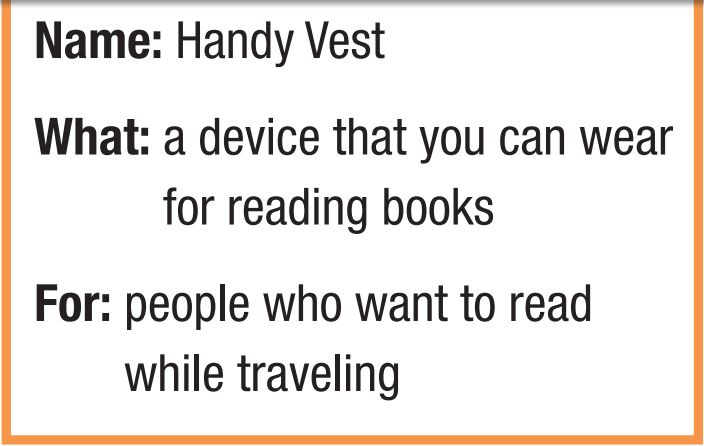 Name: Handy Vest
What: a device that you can wear
for reading books
For: people who want to read
while traveling